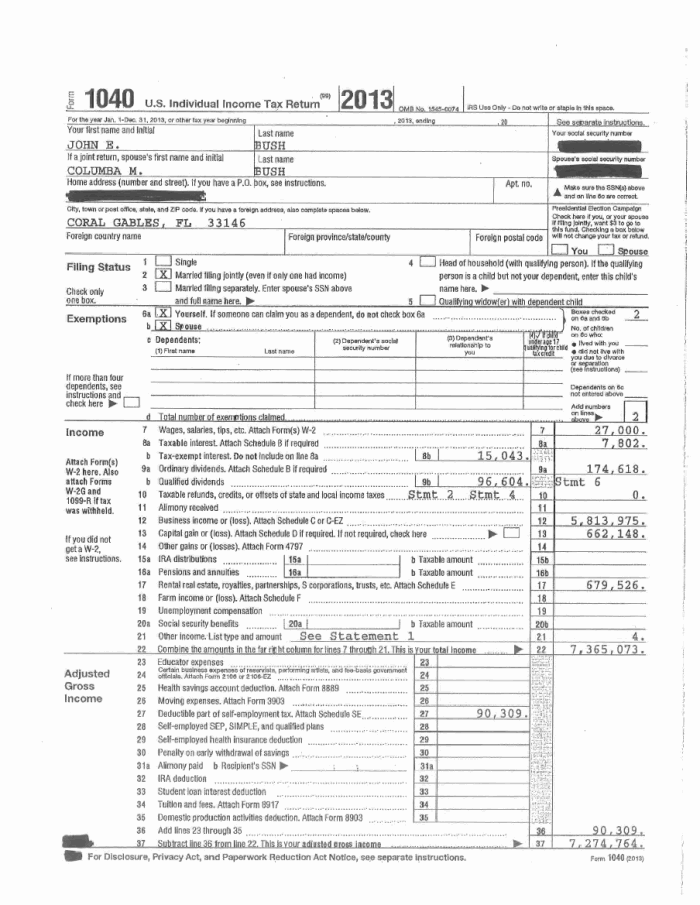 Form 1040 U.S. Individual Income Tax Return (99) 2013 OMB No. 1545-0074 IRS Use Only - Do not write or staple in this space.
For the year Jan. 1-Dec. 31, 2013, or other tax year beginning , 2013, ending , 20 See separate instructions.
Your first name and initial Last name Your social security number
JOHN E. BUSH
If a joint return, spouse's first name and initial Last name Spouse's social security number
COLUMBA M. BUSH
Home address (number and street). If you have a P.O. box, see instructions. Apt. no. Make sure the SSN(s) above and on line 6c are correct.
City, town or post office, state, and ZIP code. If you have a foreign address, also complete spaces below. Presidential Election Campaign
CORAL GABLES, FL 33146 Check here if you, or your spouse if filing jointly, want $3 to go to this fund. Checking a box below will not change your tax or refund.
Foreign country name Foreign province/state/county Foreign postal code You Spouse
Filing Status 1 Single 4 Head of household (with qualifying person). If the qualifying
2 X Married filing jointly (even if only one had income) person is a child but not your dependent, enter this child's
Check only one box. 3 Married filing separately. Enter spouse's SSN above and full name here. ▶ name here. ▶
5 Qualifying widow(er) with dependent child
Exemptions 6a X Yourself. If someone can claim you as a dependent, do not check box 6a Boxes checked on 6a and 6b 2
b X Spouse No. of children on 6c who:
c Dependents: (2) Dependent's social security number (3) Dependent's relationship to you (4) ✓ if child under age 17 qualifying for child tax credit ● lived with you
(1) First name Last name ● did not live with you due to divorce or separation (see instructions)
If more than four dependents, see instructions and check here ▶ Dependents on 6c not entered above
d Total number of exemptions claimed Add numbers on lines above ▶ 2
Income 7 Wages, salaries, tips, etc. Attach Form(s) W-2 7 27,000.
8a Taxable interest. Attach Schedule B if required 8a 7,802.
b Tax-exempt interest. Do not include on line 8a 8b 15,043.
Attach Form(s) W-2 here. Also attach Forms W-2G and 1099-R if tax was withheld.
9a Ordinary dividends. Attach Schedule B if required 9a 174,618.
b Qualified dividends 9b 96,604. Stmt 6
10 Taxable refunds, credits, or offsets of state and local income taxes Stmt 2 Stmt 4 10 0.
11 Alimony received 11
12 Business income or (loss). Attach Schedule C or C-EZ 12 5,813,975.
13 Capital gain or (loss). Attach Schedule D if required. If not required, check here ▶ 13 662,148.
If you did not get a W-2, see instructions.
14 Other gains or (losses). Attach Form 4797 14
15a IRA distributions 15a b Taxable amount 15b
16a Pensions and annuities 16a b Taxable amount 16b
17 Rental real estate, royalties, partnerships, S corporations, trusts, etc. Attach Schedule E 17 679,526.
18 Farm income or (loss). Attach Schedule F 18
19 Unemployment compensation 19
20a Social security benefits 20a b Taxable amount 20b
21 Other income. List type and amount See Statement 1 21 4.
22 Combine the amounts in the far right column for lines 7 through 21. This is your total income ▶ 22 7,365,073.
Adjusted Gross Income 23 Educator expenses 23
24 Certain business expenses of reservists, performing artists, and fee-basis government officials. Attach Form 2106 or 2106-EZ 24
25 Health savings account deduction. Attach Form 8889 25
26 Moving expenses. Attach Form 3903 26
27 Deductible part of self-employment tax. Attach Schedule SE 27 90,309.
28 Self-employed SEP, SIMPLE, and qualified plans 28
29 Self-employed health insurance deduction 29
30 Penalty on early withdrawal of savings 30
31a Alimony paid b Recipient's SSN ▶ 31a
32 IRA deduction 32
33 Student loan interest deduction 33
34 Tuition and fees. Attach Form 8917 34
35 Domestic production activities deduction. Attach Form 8903 35
36 Add lines 23 through 35 36 90,309.
37 Subtract line 36 from line 22. This is your adjusted gross income ▶ 37 7,274,764.
For Disclosure, Privacy Act, and Paperwork Reduction Act Notice, see separate instructions. Form 1040 (2013)